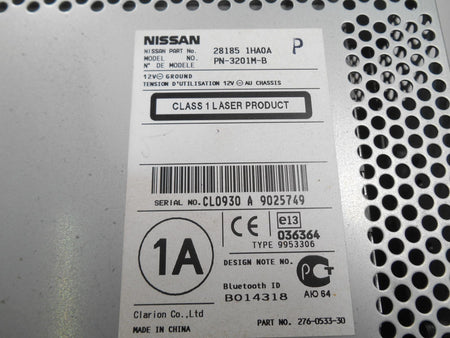 NISSAN
NISSAN PART No. 28185 1HA0A P
MODEL NO. PN-3201M-B
N° DE MODELE
12V⊖ GROUND
TENSION D'UTILISATION 12V ⊖ AU CHASSIS
CLASS 1 LASER PRODUCT
SERIAL NO. CL0930 A 9025749
CE e13
036364
TYPE 9953306
1A
DESIGN NOTE NO.
Bluetooth ID
B014318
PCT
АЮ 64
Clarion Co.,Ltd
MADE IN CHINA
PART NO. 276-0533-30